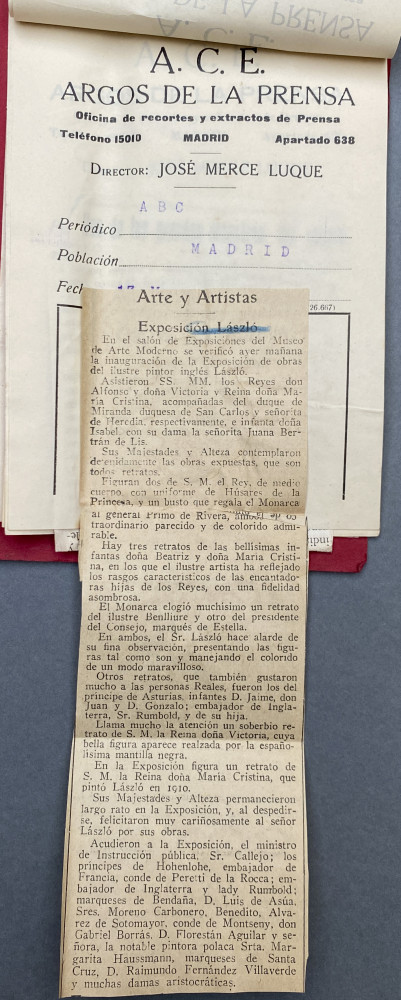 DE LA PRENSA
A. C. E.
A. C. E.
ARGOS DE LA PRENSA
Oficina de recortes y extractos de Prensa
Teléfono 15010 MADRID Apartado 638
DIRECTOR: JOSÉ MERCE LUQUE
Periódico A B C
Población MADRID
Fech
26.667)
Arte y Artistas
Exposición László
En el salón de Exposiciones del Museo
de Arte Moderno se verificó ayer mañana
la inauguración de la Exposición de obras
del ilustre pintor inglés László.
Asistieron SS. MM. los Reyes don
Alfonso y doña Victoria y Reina doña Ma-
ría Cristina, acompañadas del duque de
Miranda duquesa de San Carlos y señorita
de Heredia, respectivamente, e infanta doña
Isabel, con su dama la señorita Juana Ber-
trán de Lis.
Sus Majestades y Alteza contemplaron
detenidamente las obras expuestas, que son
todos retratos.
Figuran dos de S. M. el Rey, de medio
cuerpo, con uniforme de Húsares de la
Princesa, y un busto que regala el Monarca
al general Primo de Rivera, ambos de ex
traordinario parecido y de colorido admi-
rable.
Hay tres retratos de las bellísimas in-
fantas doña Beatriz y doña María Cristi-
na, en los que el ilustre artista ha reflejado
los rasgos característicos de las encantado-
ras hijas de los Reyes, con una fidelidad
asombrosa.
El Monarca elogió muchísimo un retrato
del ilustre Benlliure y otro del presidente
del Consejo, marqués de Estella.
En ambos, el Sr. László hace alarde de
su fina observación, presentando las figu-
ras tal como son y manejando el colorido
de un modo maravilloso.
Otros retratos, que también gustaron
mucho a las personas Reales, fueron los del
príncipe de Asturias, infantes D. Jaime, don
Juan y D. Gonzalo; embajador de Ingla-
terra, Sr. Rumbold, y de su hija.
Llama mucho la atención un soberbio re-
trato de S. M. la Reina doña Victoria, cuya
bella figura aparece realzada por la españo-
lísima mantilla negra.
En la Exposición figura un retrato de
S. M. la Reina doña María Cristina, que
pintó László en 1910.
Sus Majestades y Alteza permanecieron
largo rato en la Exposición, y, al despedir-
se, felicitaron muy cariñosamente al señor
László por sus obras.
Acudieron a la Exposición, el ministro
de Instrucción pública, Sr. Callejo; los
príncipes de Hohenlohe, embajador de
Francia, conde de Peretti de la Rocca; em-
bajador de Inglaterra y lady Rumbold;
marqueses de Bendaña, D. Luis de Asúa,
Sres. Moreno Carbonero, Benedito, Alva-
rez de Sotomayor, conde de Montseny, don
Gabriel Borrás, D. Florestán Aguilar y se-
ñora, la notable pintora polaca Srta. Mar-
garita Haussmann, marqueses de Santa
Cruz, D. Raimundo Fernández Villaverde
y muchas damas aristocráticas.